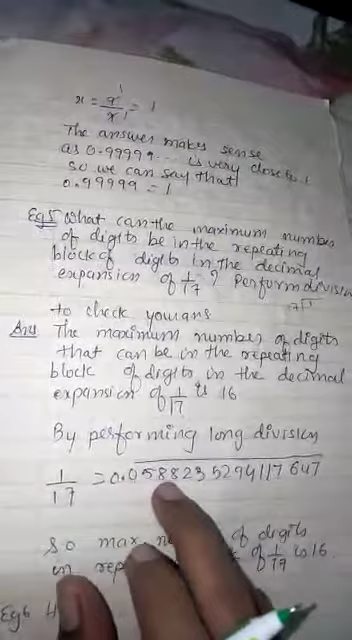 x = 9¹/x₁ = 1
The answer makes sense
as 0.99999... is very close to 1
so we can say that
0.99999 = 1
Eg5 What can the maximum number
of digits be in the repeating
block of digits in the decimal
expansion of 1/17 ? Perform division
17√1
to check your ans
Ans The maximum number of digits
that can be in the repeating
block of digits in the decimal
expansion of 1/17 is 16
By performing long division
1/17 = 0.0588235294117647
So max. of digits
in rep of 1/17 is 16.
Eg6